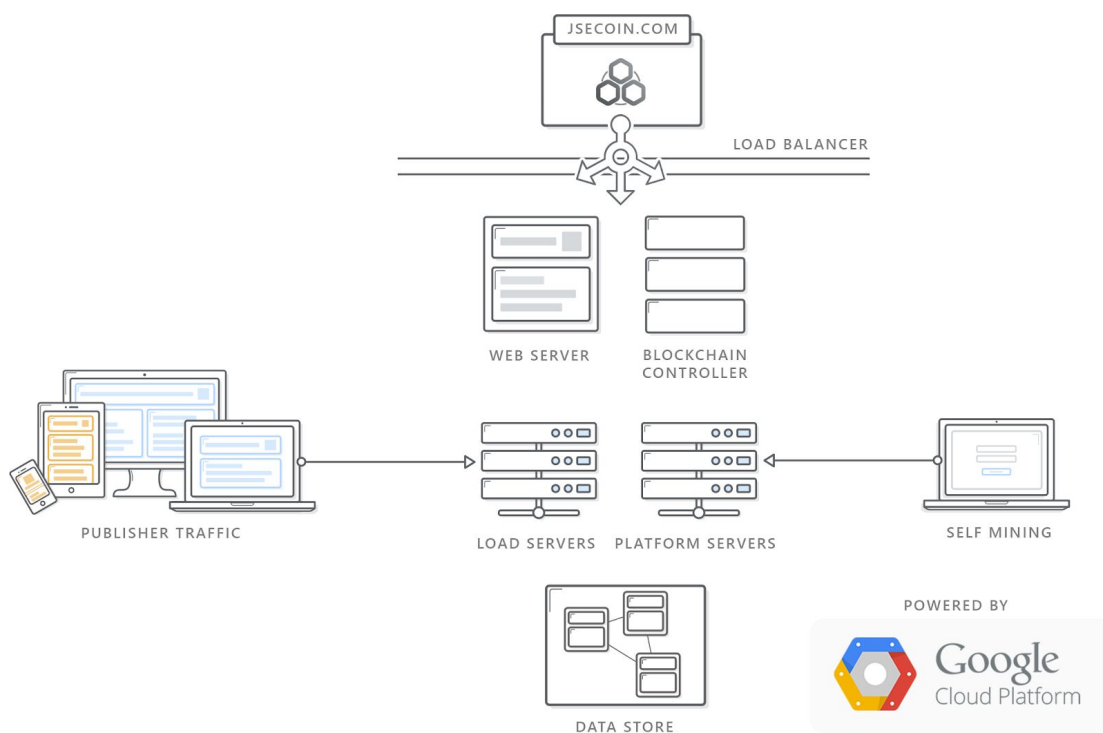 JSECOIN.COM
LOAD BALANCER
WEB SERVER
BLOCKCHAIN
CONTROLLER
PUBLISHER TRAFFIC
LOAD SERVERS
PLATFORM SERVERS
SELF MINING
DATA STORE
POWERED BY
Google
Cloud Platform